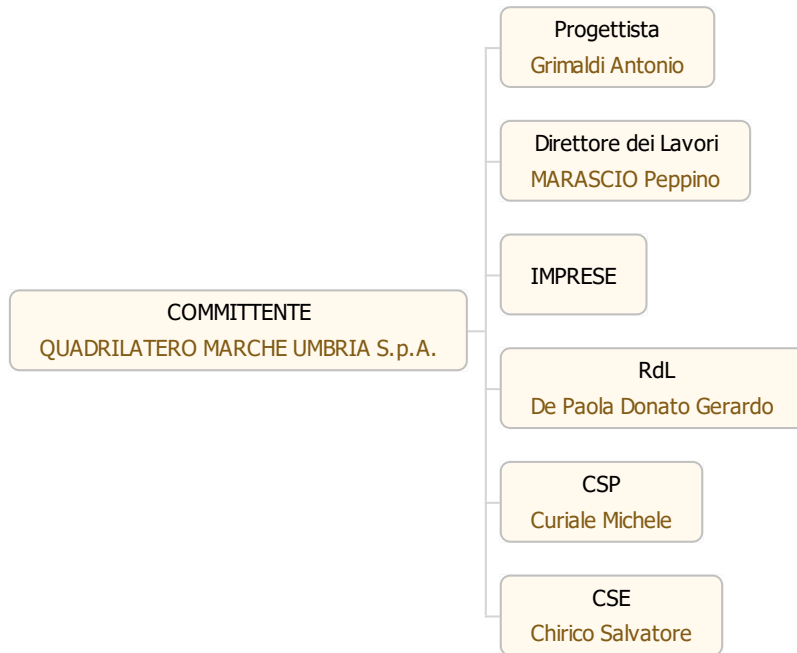 Progettista
Grimaldi Antonio
Direttore dei Lavori
MARASCIO Peppino
IMPRESE
COMMITTENTE
QUADRILATERO MARCHE UMBRIA S.p.A.
RdL
De Paola Donato Gerardo
CSP
Curiale Michele
CSE
Chirico Salvatore